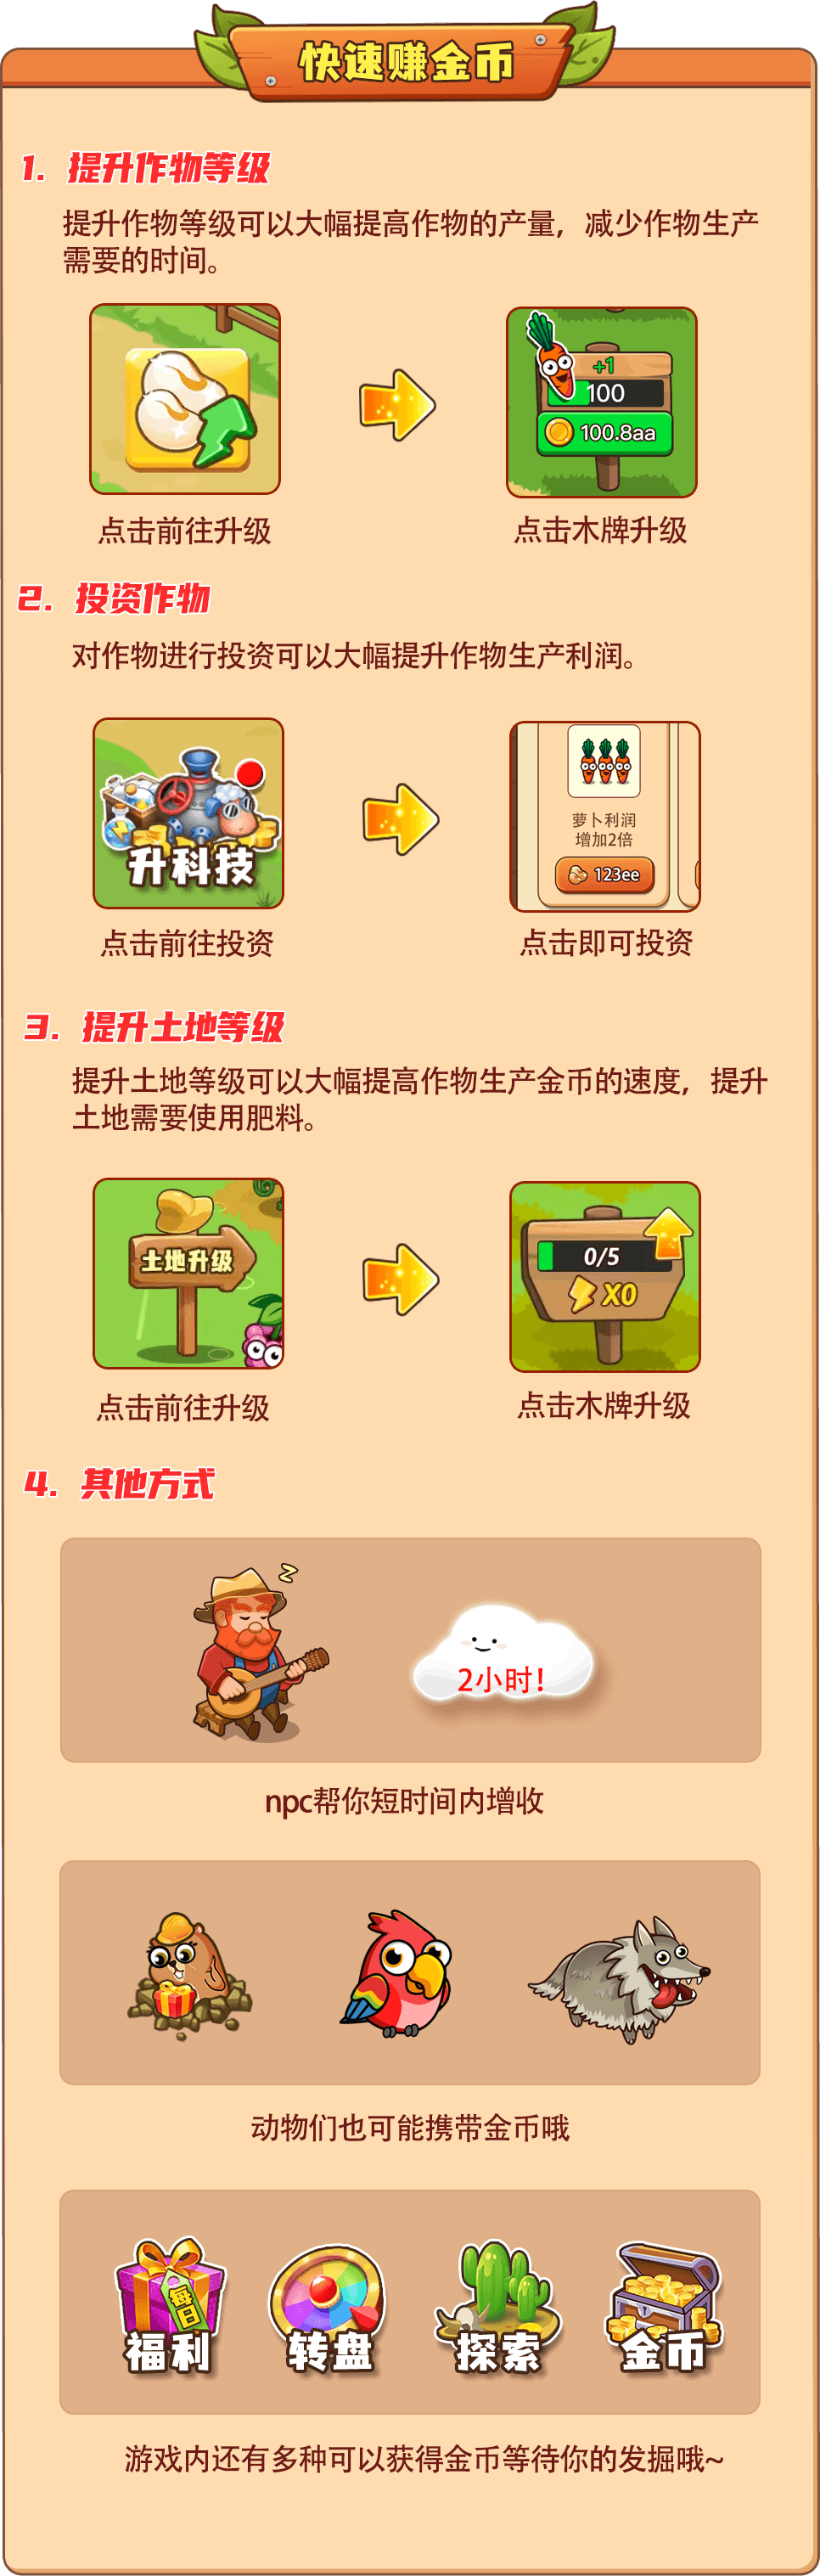 快速赚金币
1. 提升作物等级
提升作物等级可以大幅提高作物的产量，减少作物生产
需要的时间。
+1
100
100.8aa
点击前往升级
点击木牌升级
2. 投资作物
对作物进行投资可以大幅提升作物生产利润。
升科技
萝卜利润
增加2倍
123ee
点击前往投资
点击即可投资
3. 提升土地等级
提升土地等级可以大幅提高作物生产金币的速度，提升
土地需要使用肥料。
土地升级
0/5
X0
点击前往升级
点击木牌升级
4. 其他方式
z
2小时！
npc帮你短时间内增收
动物们也可能携带金币哦
每日
福利
转盘
探索
金币
游戏内还有多种可以获得金币等待你的发掘哦~